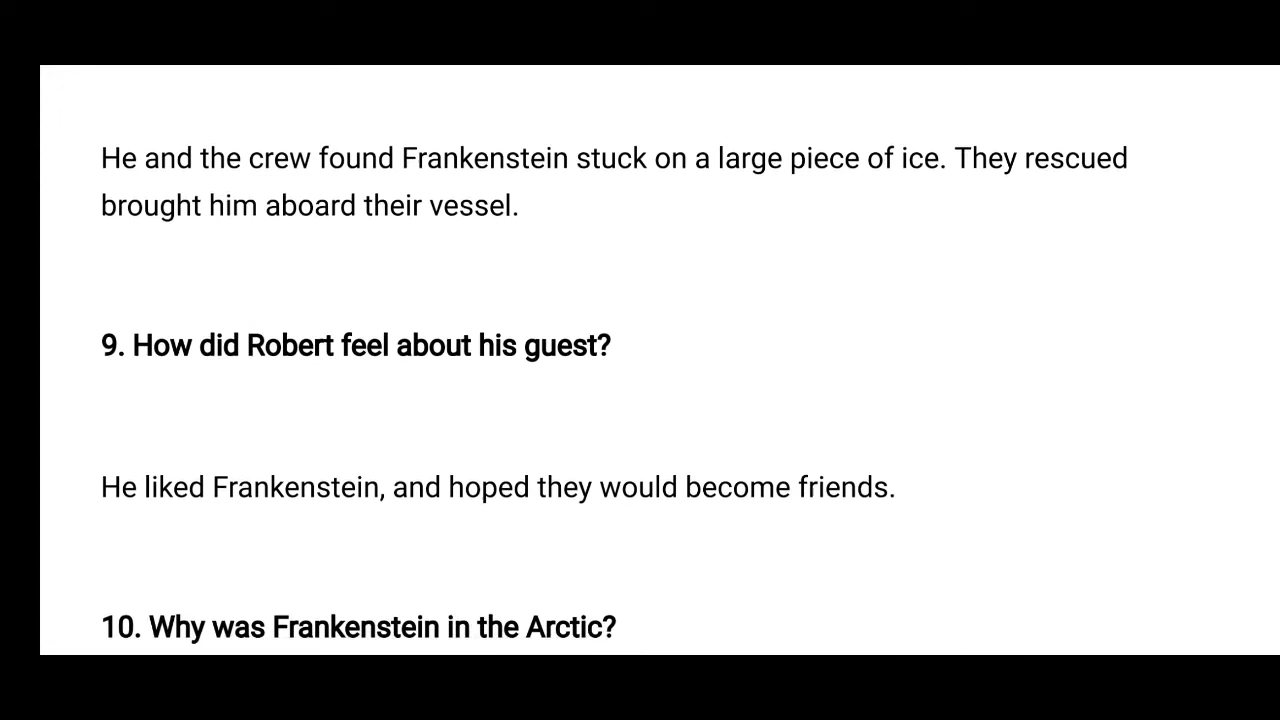 He and the crew found Frankenstein stuck on a large piece of ice. They rescued
brought him aboard their vessel.
9. How did Robert feel about his guest?
He liked Frankenstein, and hoped they would become friends.
10. Why was Frankenstein in the Arctic?